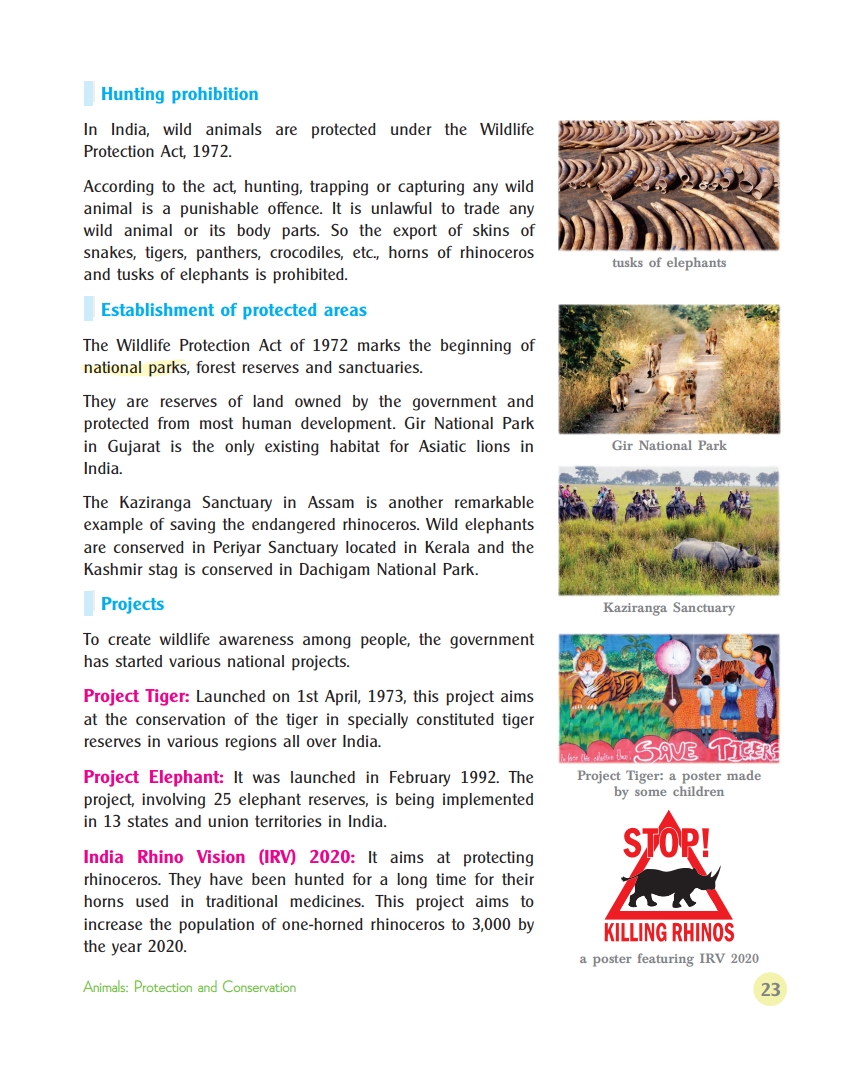 Hunting prohibition
In India, wild animals are protected under the Wildlife
Protection Act, 1972.
According to the act, hunting, trapping or capturing any wild
animal is a punishable offence. It is unlawful to trade any
wild animal or its body parts. So the export of skins of
snakes, tigers, panthers, crocodiles, etc., horns of rhinoceros
and tusks of elephants is prohibited.
tusks of elephants
Establishment of protected areas
The Wildlife Protection Act of 1972 marks the beginning of
national parks, forest reserves and sanctuaries.
They are reserves of land owned by the government and
protected from most human development. Gir National Park
in Gujarat is the only existing habitat for Asiatic lions in
India.
Gir National Park
The Kaziranga Sanctuary in Assam is another remarkable
example of saving the endangered rhinoceros. Wild elephants
are conserved in Periyar Sanctuary located in Kerala and the
Kashmir stag is conserved in Dachigam National Park.
Kaziranga Sanctuary
Projects
To create wildlife awareness among people, the government
has started various national projects.
Project Tiger: Launched on 1st April, 1973, this project aims
at the conservation of the tiger in specially constituted tiger
reserves in various regions all over India.
SAVE TIGERS
Project Tiger: a poster made
by some children
Project Elephant: It was launched in February 1992. The
project, involving 25 elephant reserves, is being implemented
in 13 states and union territories in India.
India Rhino Vision (IRV) 2020: It aims at protecting
rhinoceros. They have been hunted for a long time for their
horns used in traditional medicines. This project aims to
increase the population of one-horned rhinoceros to 3,000 by
the year 2020.
STOP!
KILLING RHINOS
a poster featuring IRV 2020
Animals: Protection and Conservation
23